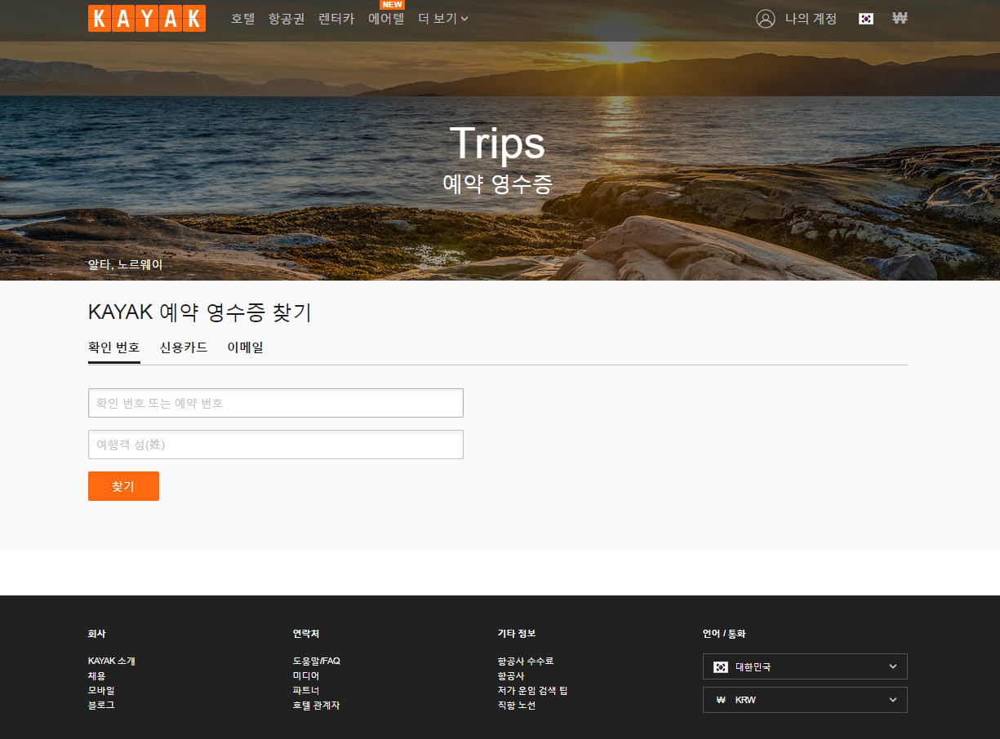 KAYAK
호텔 항공권 렌터카 에어텔 NEW 더 보기
나의 계정 ₩
Trips
예약 영수증
알타, 노르웨이
KAYAK 예약 영수증 찾기
확인 번호 신용카드 이메일
확인 번호 또는 예약 번호
여행객 성(姓)
찾기
회사
KAYAK 소개
채용
모바일
블로그
연락처
도움말/FAQ
미디어
파트너
호텔 관계자
기타 정보
항공사 수수료
항공사
저가 운임 검색 팁
직항 노선
언어 / 통화
대한민국
₩ KRW